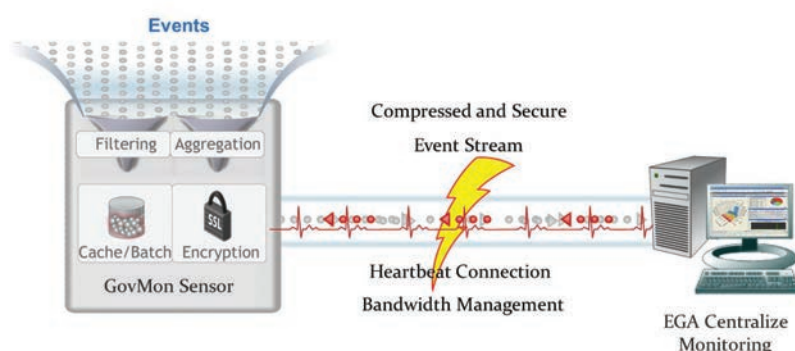 Events
Filtering
Aggregation
Cache/Batch
SSL
Encryption
GovMon Sensor
Compressed and Secure
Event Stream
Heartbeat Connection
Bandwidth Management
EGA Centralize
Monitoring